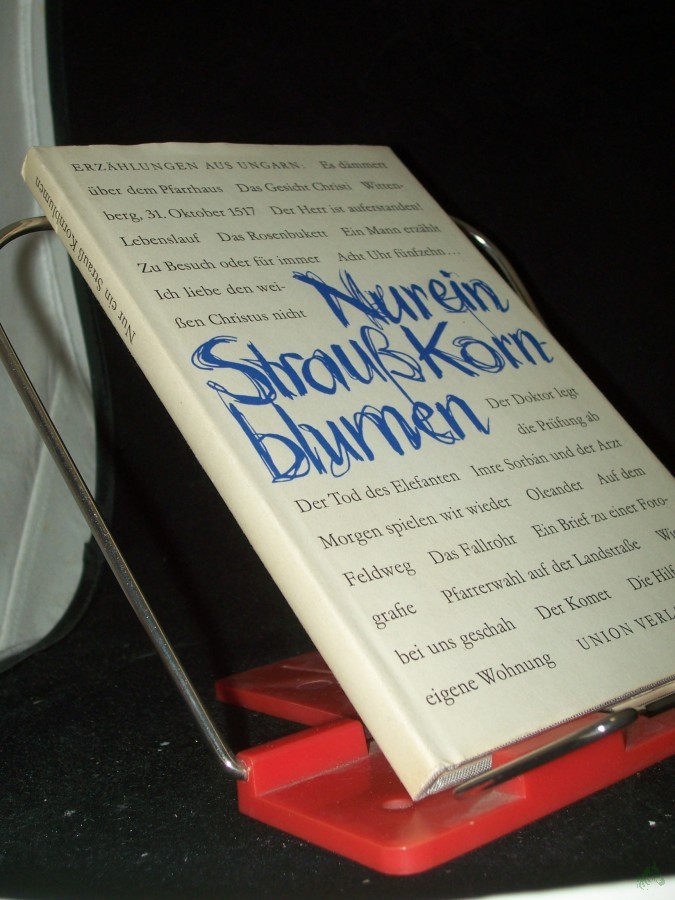 Nur ein Strauß Kornblumen
ERZÄHLUNGEN AUS UNGARN: Es dämmert
über dem Pfarrhaus Das Gesicht Christi Witten-
berg, 31. Oktober 1517 Der Herr ist auferstanden!
Lebenslauf Das Rosenbukett Ein Mann erzählt
Zu Besuch oder für immer Acht Uhr fünfzehn...
Ich liebe den wei-
ßen Christus nicht
Nur ein
Strauß Korn-
blumen
Der Doktor legt
die Prüfung ab
Der Tod des Elefanten Imre Sorbán und der Arzt
Morgen spielen wir wieder Oleander Auf dem
Feldweg Das Fallrohr Ein Brief zu einer Foto-
grafie Pfarrerwahl auf der Landstraße
bei uns geschah Der Komet Die
eigene Wohnung UNION